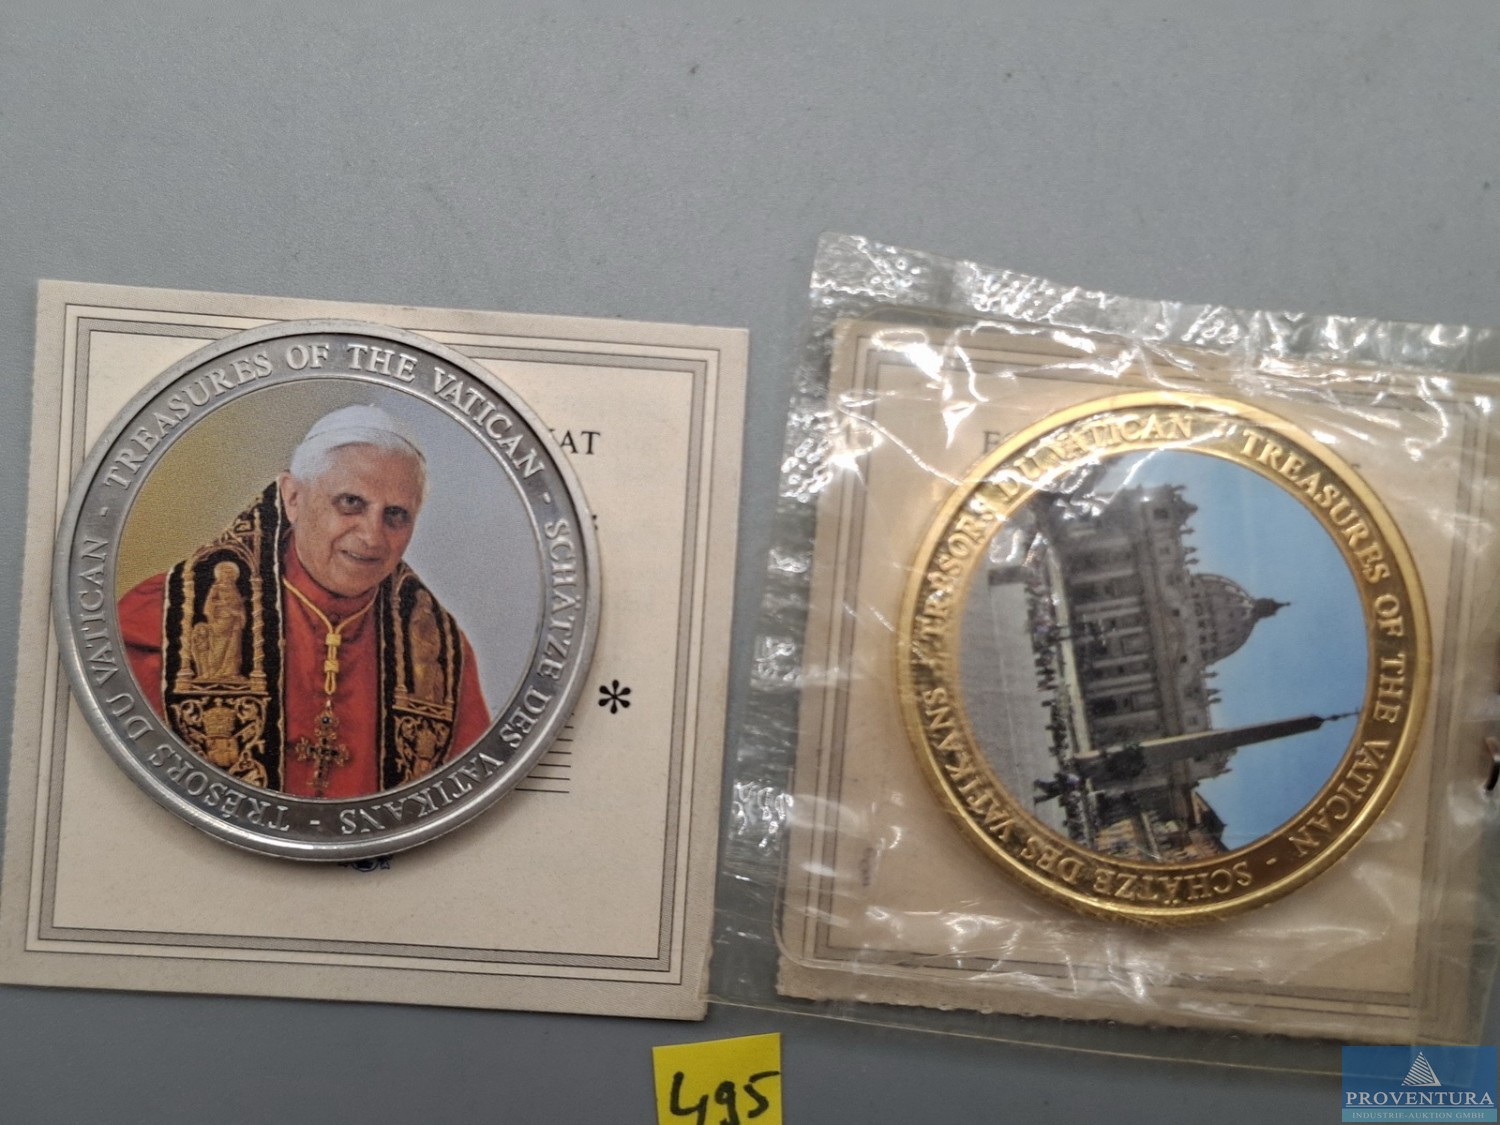 TREASURES OF THE VATICAN - SCHÄTZE DES VATIKANS - TRÉSORS DU VATICAN -
TREASURES OF THE VATICAN - SCHÄTZE DES VATIKANS - TRÉSORS DU VATICAN -
*
495
PROVENTURA
INDUSTRIE-AUKTION GMBH